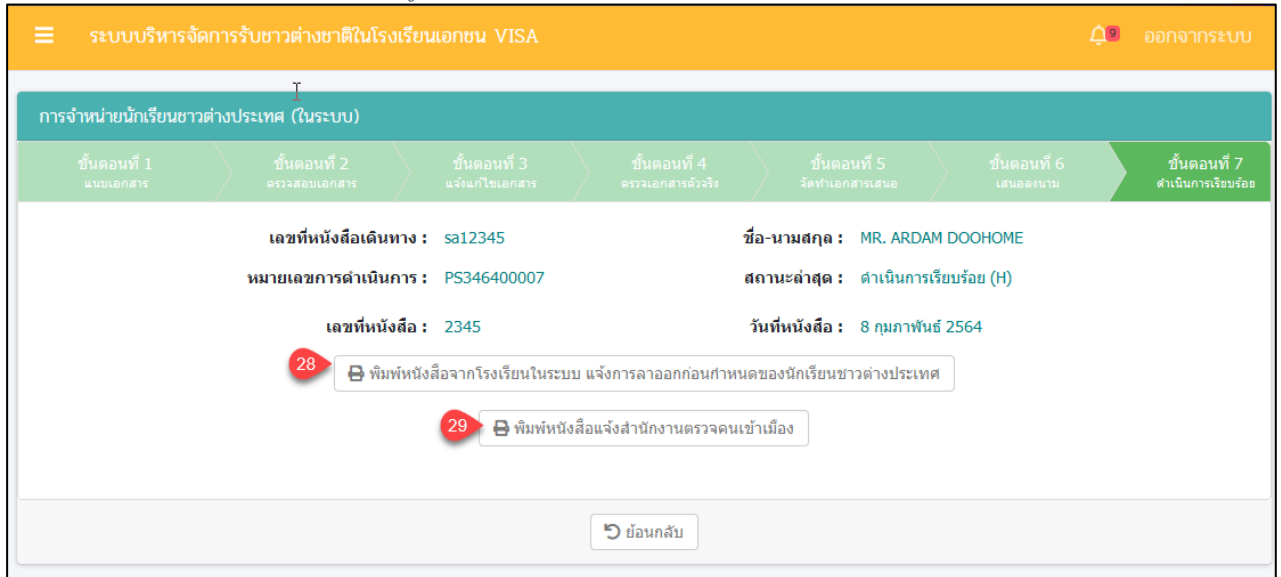 ระบบบริหารจัดการรับชาวต่างชาติในโรงเรียนเอกชน VISA 9 ออกจากระบบ
การจำหน่ายนักเรียนชาวต่างประเทศ (ในระบบ)
ขั้นตอนที่ 1 ขั้นตอนที่ 2 ขั้นตอนที่ 3 ขั้นตอนที่ 4 ขั้นตอนที่ 5 ขั้นตอนที่ 6 ขั้นตอนที่ 7
แนบเอกสาร ตรวจสอบเอกสาร แจ้งแก้ไขเอกสาร ตรวจเอกสารตัวจริง จัดทำเอกสารเสนอ เสนอลงนาม ดำเนินการเรียบร้อย
เลขที่หนังสือเดินทาง : sa12345 ชื่อ-นามสกุล : MR. ARDAM DOOHOME
หมายเลขการดำเนินการ : PS346400007 สถานะล่าสุด : ดำเนินการเรียบร้อย (H)
เลขที่หนังสือ : 2345 วันที่หนังสือ : 8 กุมภาพันธ์ 2564
28 พิมพ์หนังสือจากโรงเรียนในระบบ แจ้งการลาออกก่อนกำหนดของนักเรียนชาวต่างประเทศ
29 พิมพ์หนังสือแจ้งสำนักงานตรวจคนเข้าเมือง
ย้อนกลับ